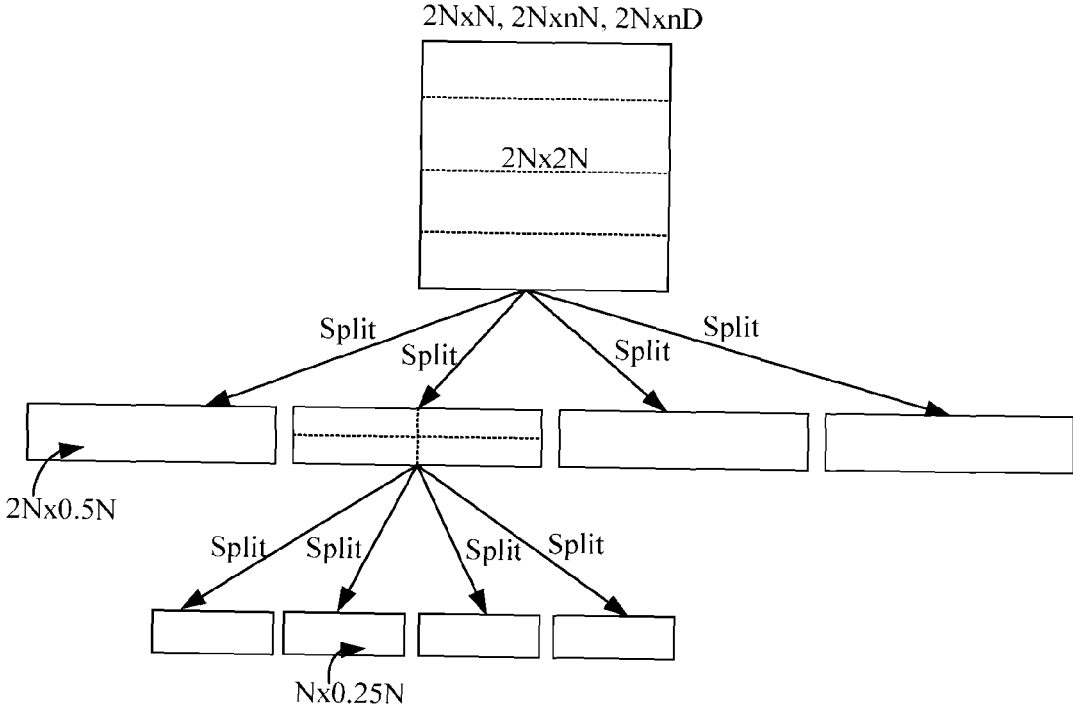 2NxN, 2NxnN, 2NxnD
2Nx2N
Split
Split
Split
Split
2Nx0.5N
Split
Split
Split
Split
Nx0.25N